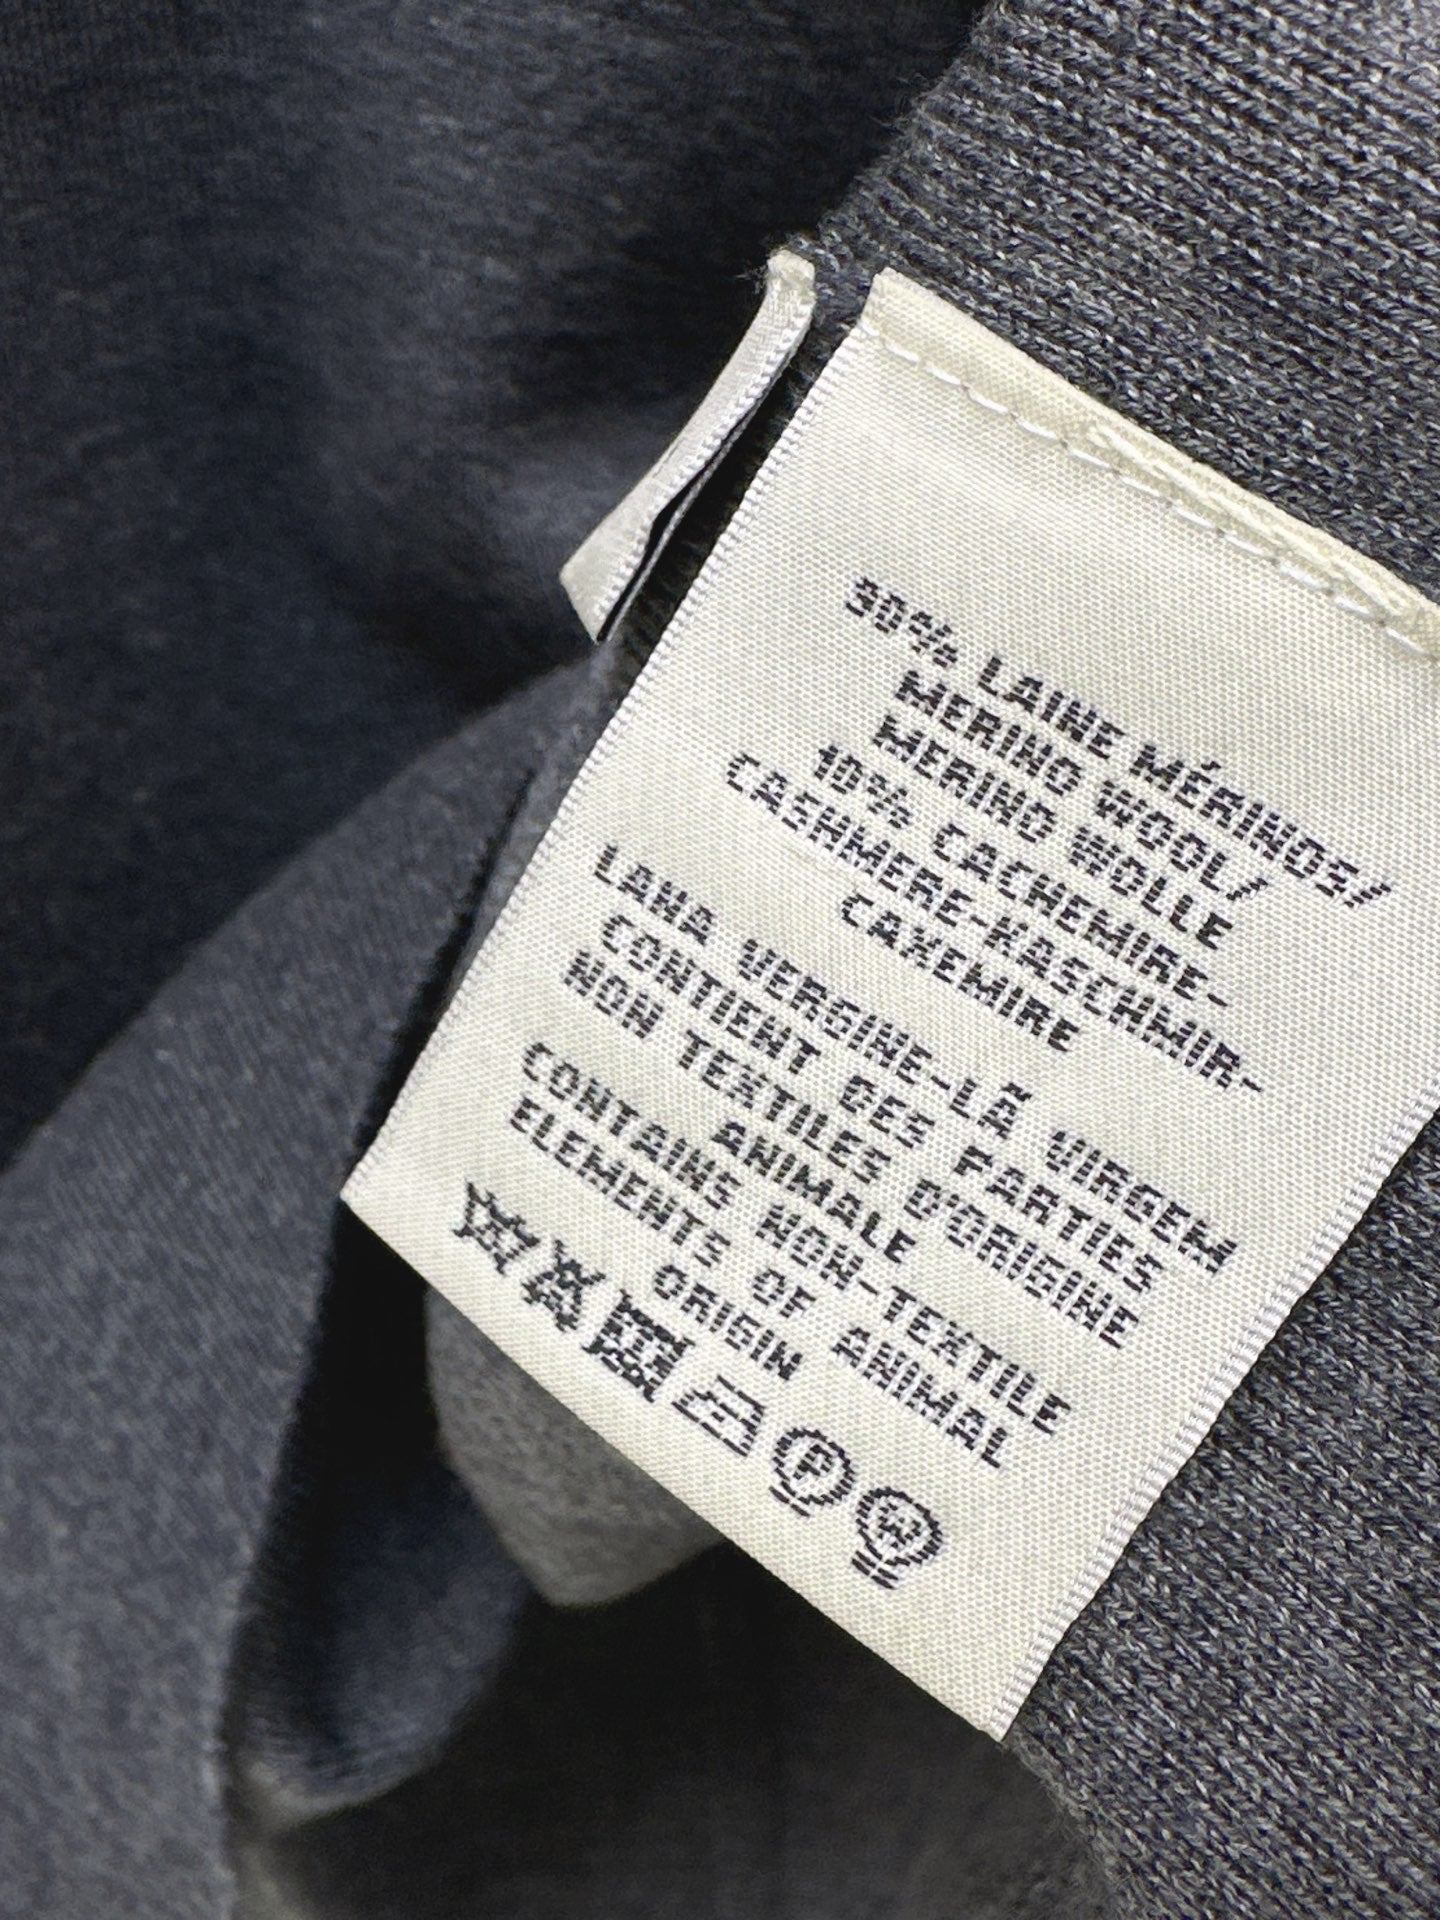 90% LAINE MÉRINOS/
MERINO WOOL/
MERINO WOLLE
10% CACHEMIRE-
CASHMERE-KASCHMIR-
CAXEMIRE
LANA VERGINE-LÃ VIRGEM
CONTIENT DES PARTIES
NON TEXTILES D'ORIGINE
ANIMALE
CONTAINS NON-TEXTILE
ELEMENTS OF ANIMAL
ORIGIN
P W